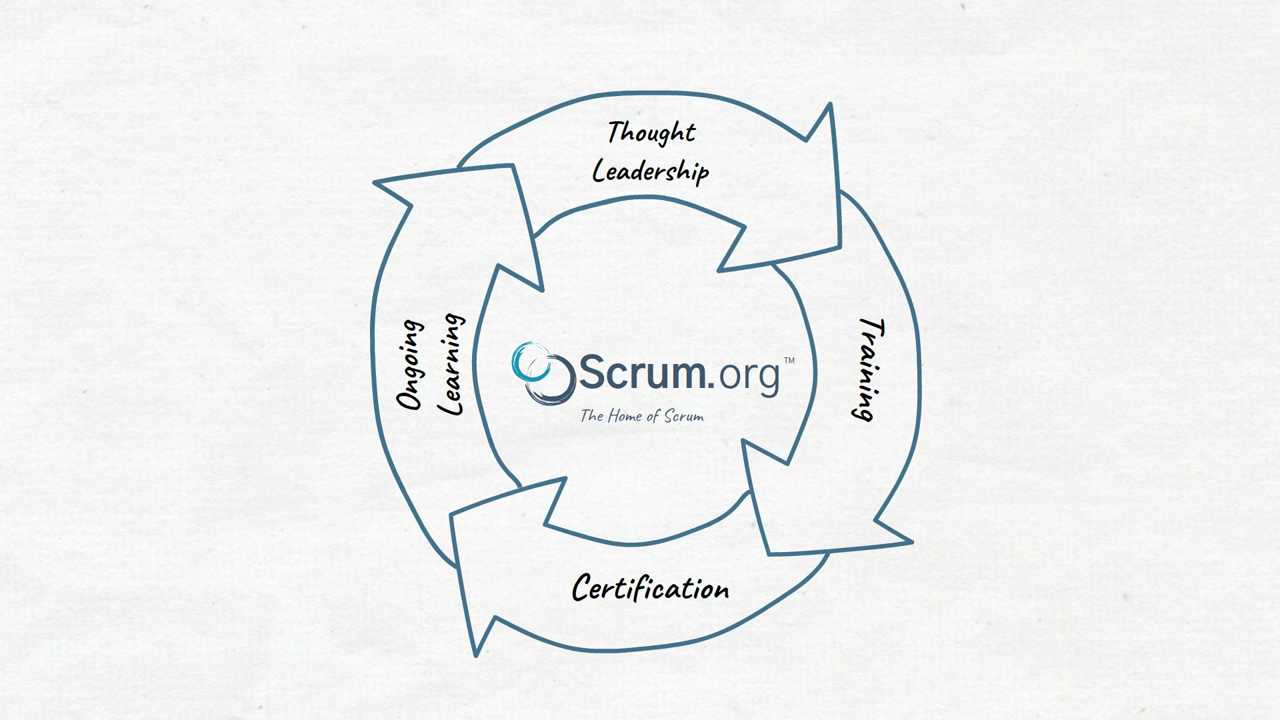 Thought
Leadership
Training
Certification
Ongoing
Learning
Scrum.org™
The Home of Scrum